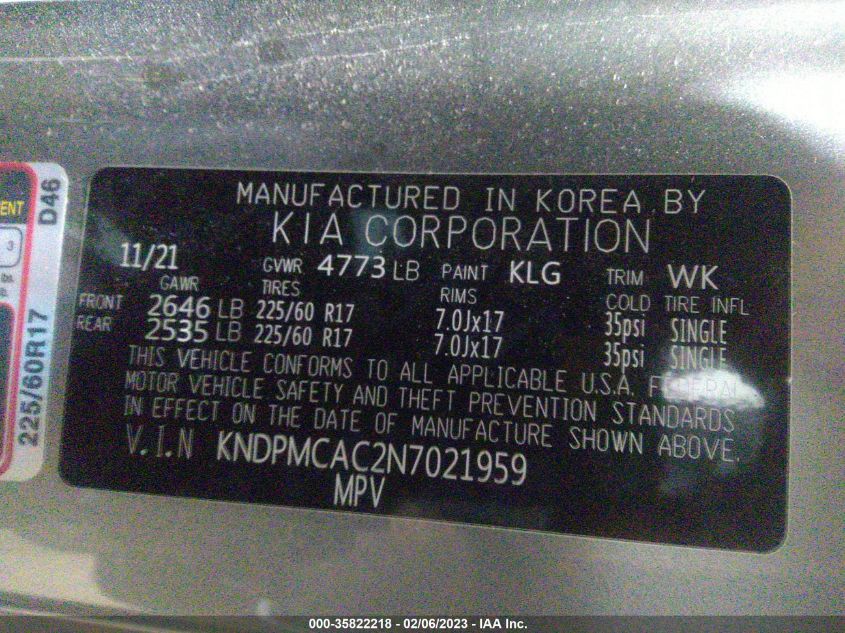 MANUFACTURED IN KOREA BY
KIA CORPORATION
11/21 GVWR 4773 LB PAINT KLG TRIM WK
GAWR TIRES RIMS COLD TIRE INFL
FRONT 2646 LB 225/60 R17 7.0Jx17 35psi SINGLE
REAR 2535 LB 225/60 R17 7.0Jx17 35psi SINGLE
THIS VEHICLE CONFORMS TO ALL APPLICABLE U.S.A. FEDERAL
MOTOR VEHICLE SAFETY AND THEFT PREVENTION STANDARDS
IN EFFECT ON THE DATE OF MANUFACTURE SHOWN ABOVE.
V.I.N KNDPMCAC2N7021959
MPV
D46
225/60R17
3
000-35822218 - 02/06/2023 - IAA Inc.